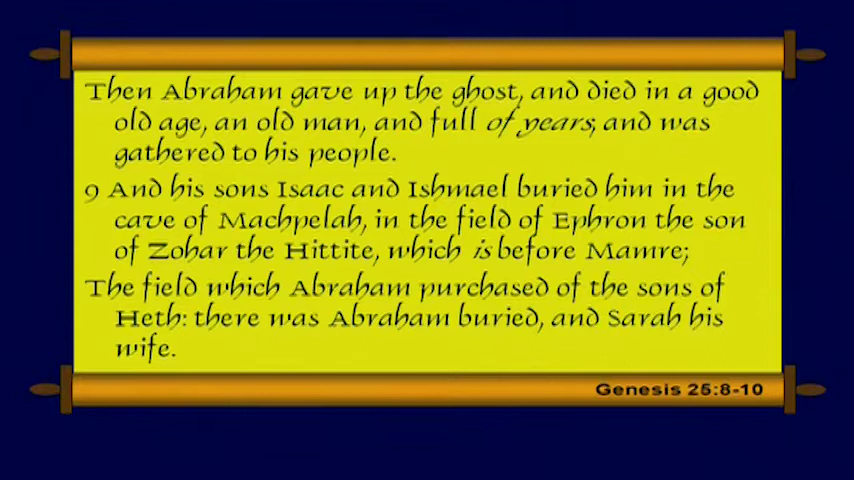 Then Abraham gave up the ghost, and died in a good
old age, an old man, and full of years; and was
gathered to his people.
9 And his sons Isaac and Ishmael buried him in the
cave of Machpelah, in the field of Ephron the son
of Zohar the Hittite, which is before Mamre;
The field which Abraham purchased of the sons of
Heth: there was Abraham buried, and Sarah his
wife.
Genesis 25:8-10